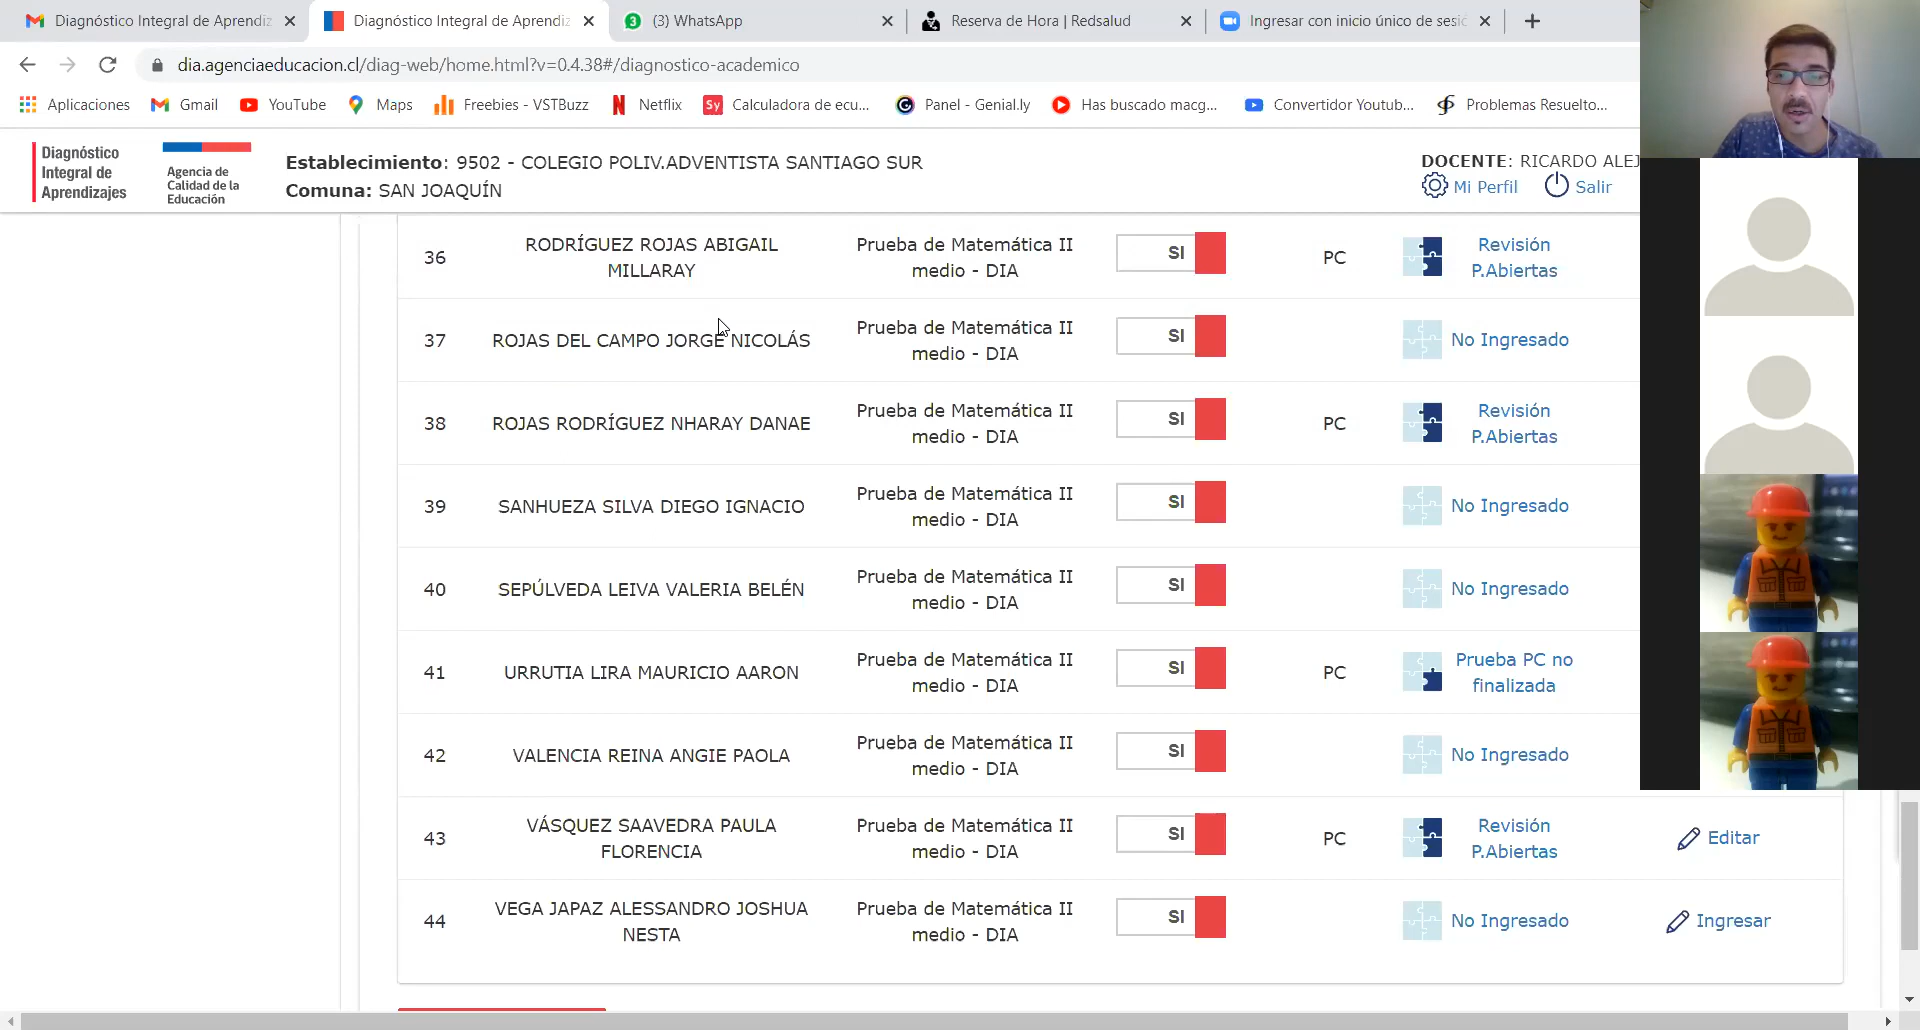 Diagnóstico Integral de Aprendiz
Diagnóstico Integral de Aprendiz
3 (3) WhatsApp
Reserva de Hora | Redsalud
Ingresar con inicio único de sesió
dia.agenciaeducacion.cl/diag-web/home.html?v=0.4.38#/diagnostico-academico
Aplicaciones
Gmail
YouTube
Maps
Freebies - VSTBuzz
Netflix
Sy Calculadora de ecu...
Panel - Genial.ly
Has buscado macg...
Convertidor Youtub...
Problemas Resuelto...
Diagnóstico
Integral de
Aprendizajes
Agencia de
Calidad de la
Educación
Establecimiento: 9502 - COLEGIO POLIV.ADVENTISTA SANTIAGO SUR
Comuna: SAN JOAQUÍN
DOCENTE: RICARDO ALEJ
Mi Perfil Salir
36 RODRÍGUEZ ROJAS ABIGAIL MILLARAY Prueba de Matemática II medio - DIA SI PC Revisión P.Abiertas
37 ROJAS DEL CAMPO JORGE NICOLÁS Prueba de Matemática II medio - DIA SI No Ingresado
38 ROJAS RODRÍGUEZ NHARAY DANAE Prueba de Matemática II medio - DIA SI PC Revisión P.Abiertas
39 SANHUEZA SILVA DIEGO IGNACIO Prueba de Matemática II medio - DIA SI No Ingresado
40 SEPÚLVEDA LEIVA VALERIA BELÉN Prueba de Matemática II medio - DIA SI No Ingresado
41 URRUTIA LIRA MAURICIO AARON Prueba de Matemática II medio - DIA SI PC Prueba PC no finalizada
42 VALENCIA REINA ANGIE PAOLA Prueba de Matemática II medio - DIA SI No Ingresado
43 VÁSQUEZ SAAVEDRA PAULA FLORENCIA Prueba de Matemática II medio - DIA SI PC Revisión P.Abiertas Editar
44 VEGA JAPAZ ALESSANDRO JOSHUA NESTA Prueba de Matemática II medio - DIA SI No Ingresado Ingresar